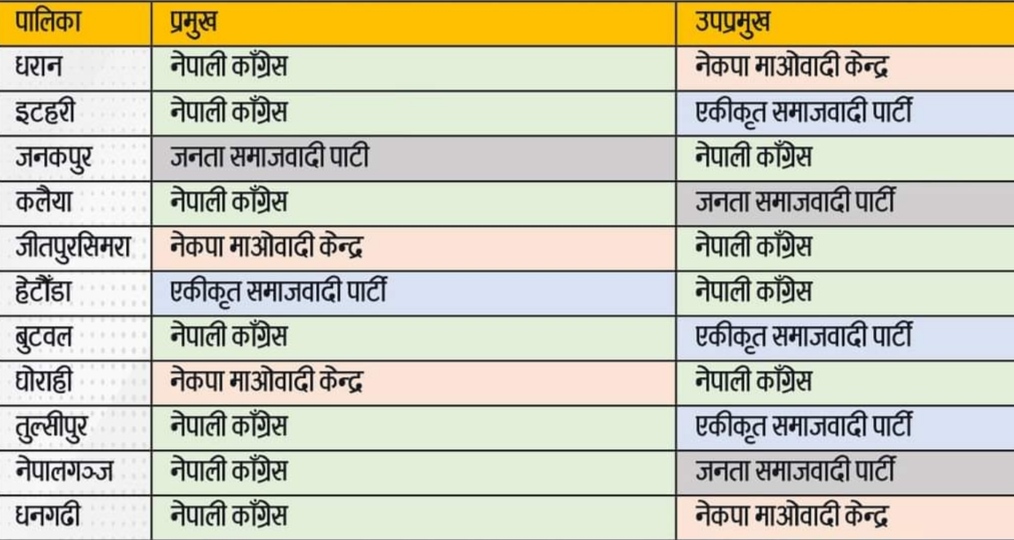 पालिका प्रमुख उपप्रमुख
धरान नेपाली काँग्रेस नेकपा माओवादी केन्द्र
इटहरी नेपाली काँग्रेस एकीकृत समाजवादी पार्टी
जनकपुर जनता समाजवादी पाटी नेपाली काँग्रेस
कलैया नेपाली काँग्रेस जनता समाजवादी पार्टी
जीतपुरसिमरा नेकपा माओवादी केन्द्र नेपाली काँग्रेस
हेटौँडा एकीकृत समाजवादी पार्टी नेपाली काँग्रेस
बुटवल नेपाली काँग्रेस एकीकृत समाजवादी पार्टी
घोराही नेकपा माओवादी केन्द्र नेपाली काँग्रेस
तुल्सीपुर नेपाली काँग्रेस एकीकृत समाजवादी पार्टी
नेपालगञ्ज नेपाली काँग्रेस जनता समाजवादी पार्टी
धनगढी नेपाली काँग्रेस नेकपा माओवादी केन्द्र